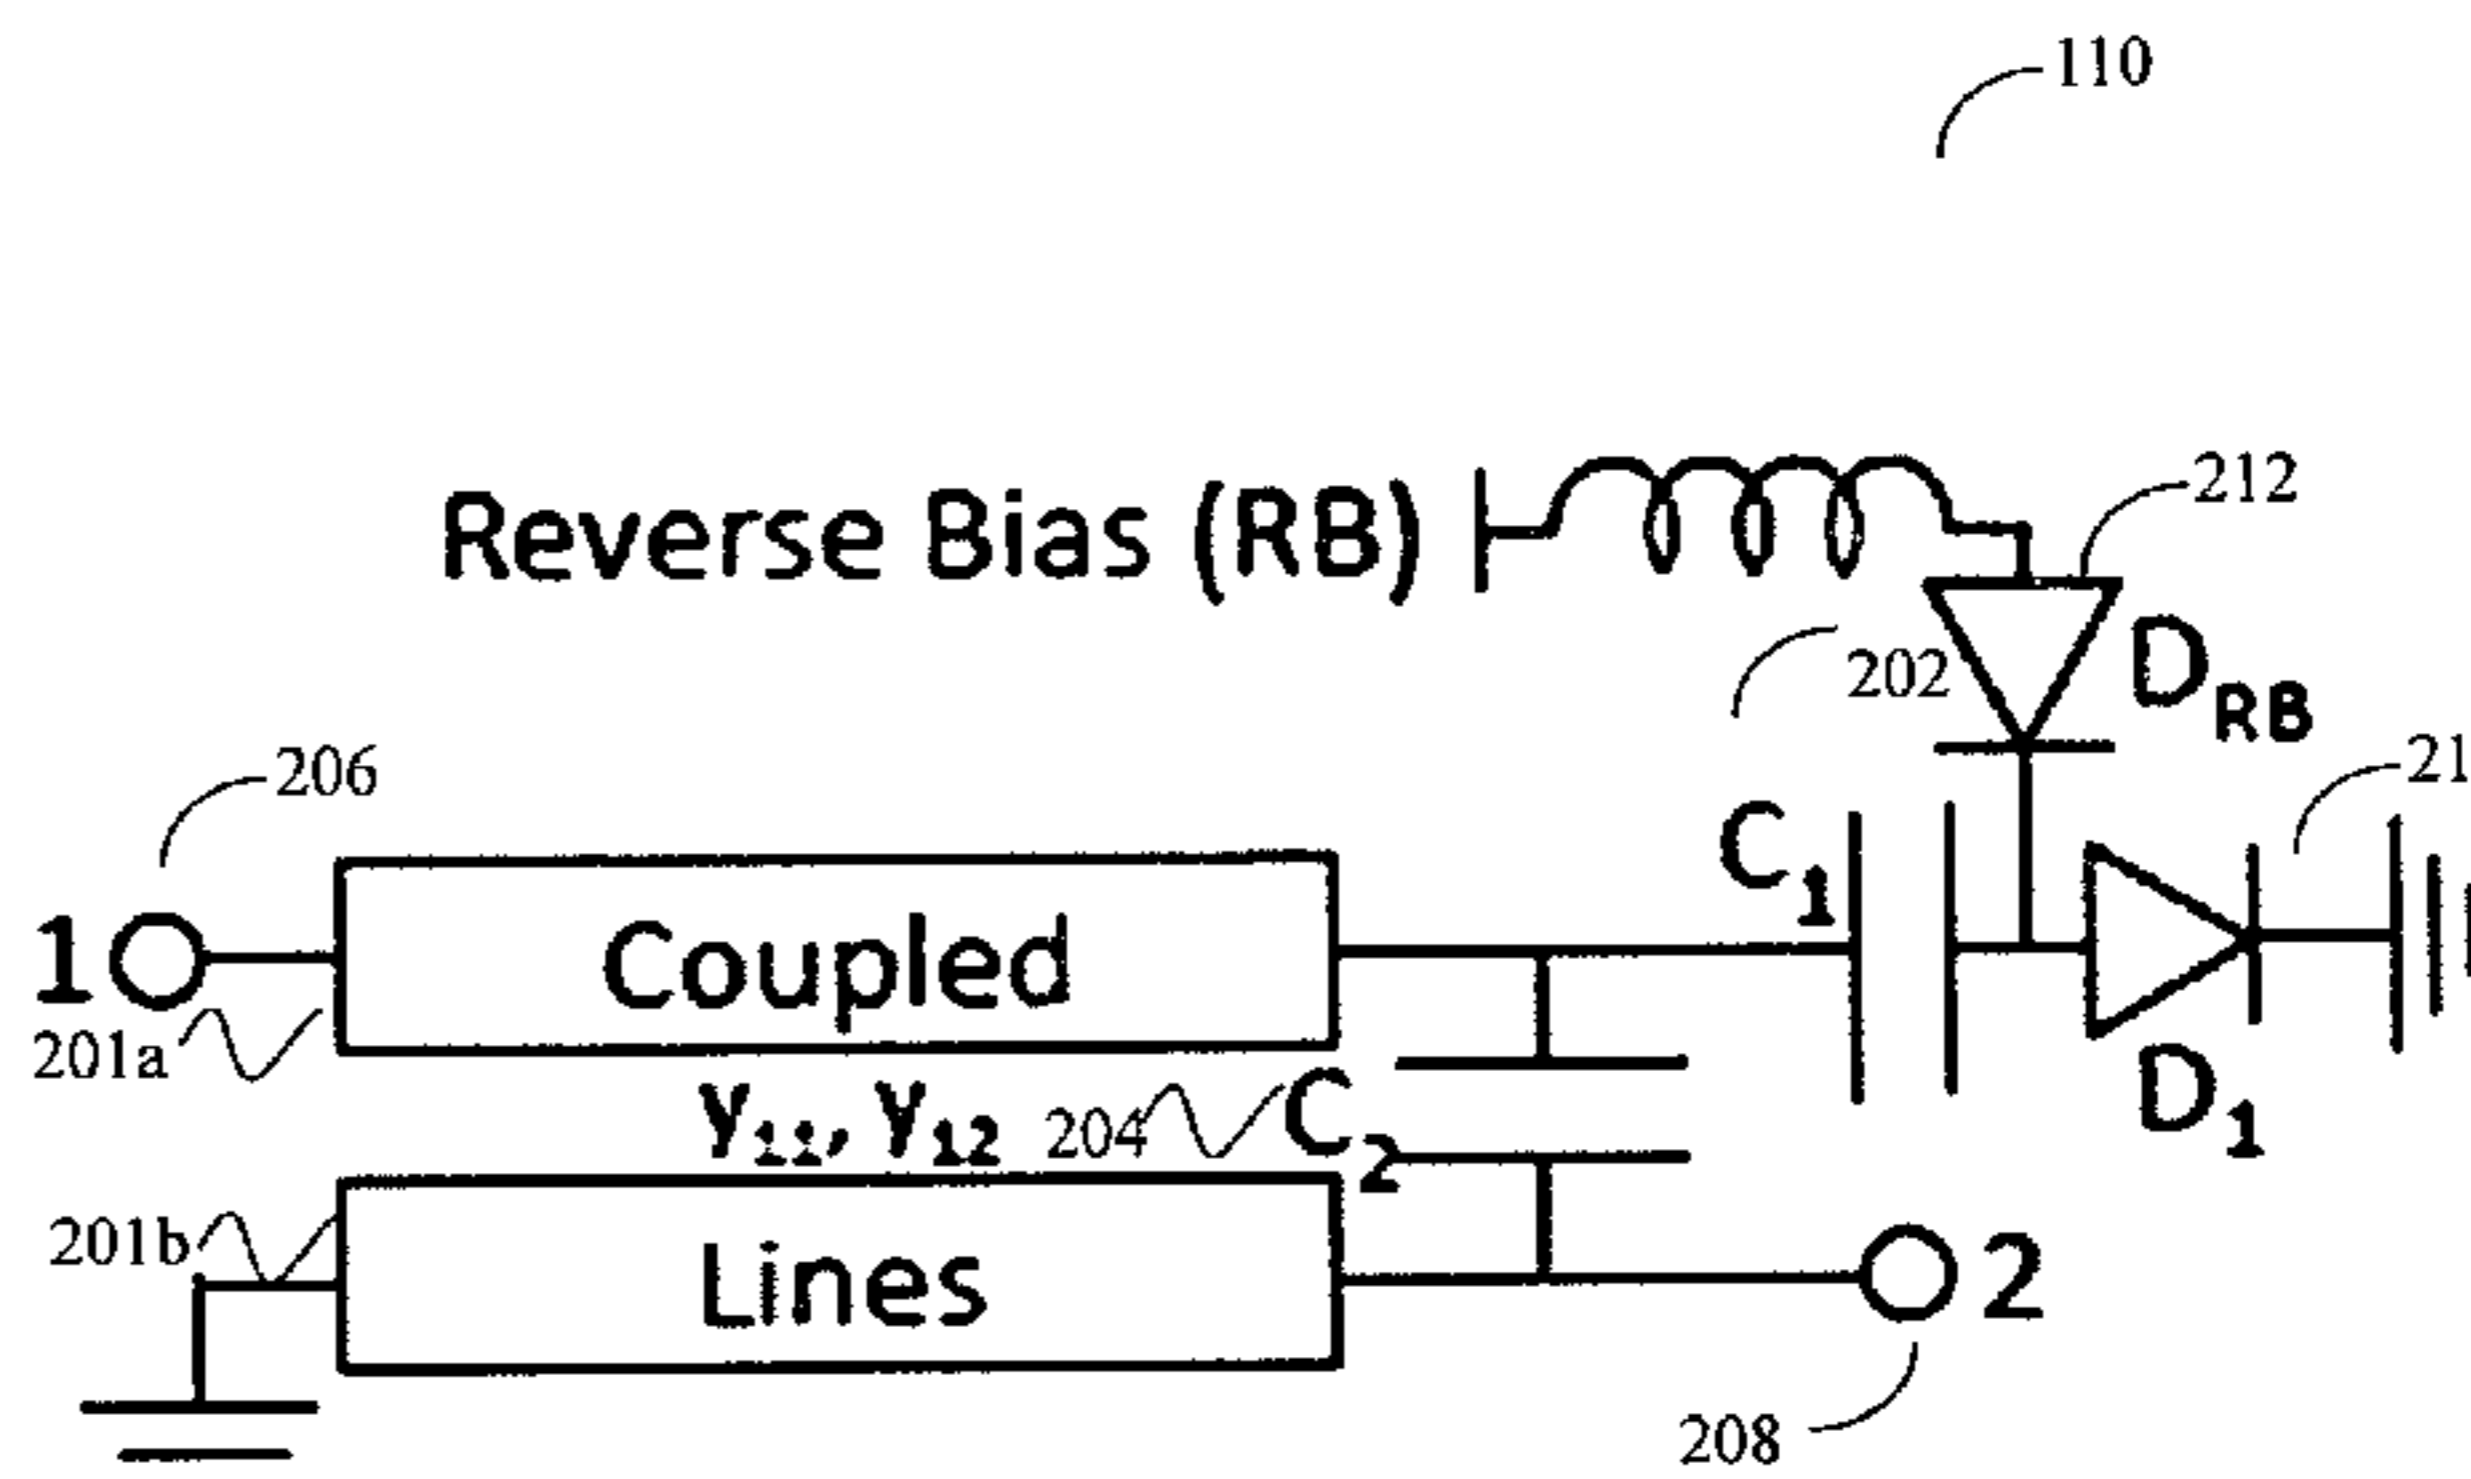 110
Reverse Bias (RB)
212
202
DRB
206
C1
1
Coupled
201a
y11, y12
204
C2
D1
201b
Lines
2
208